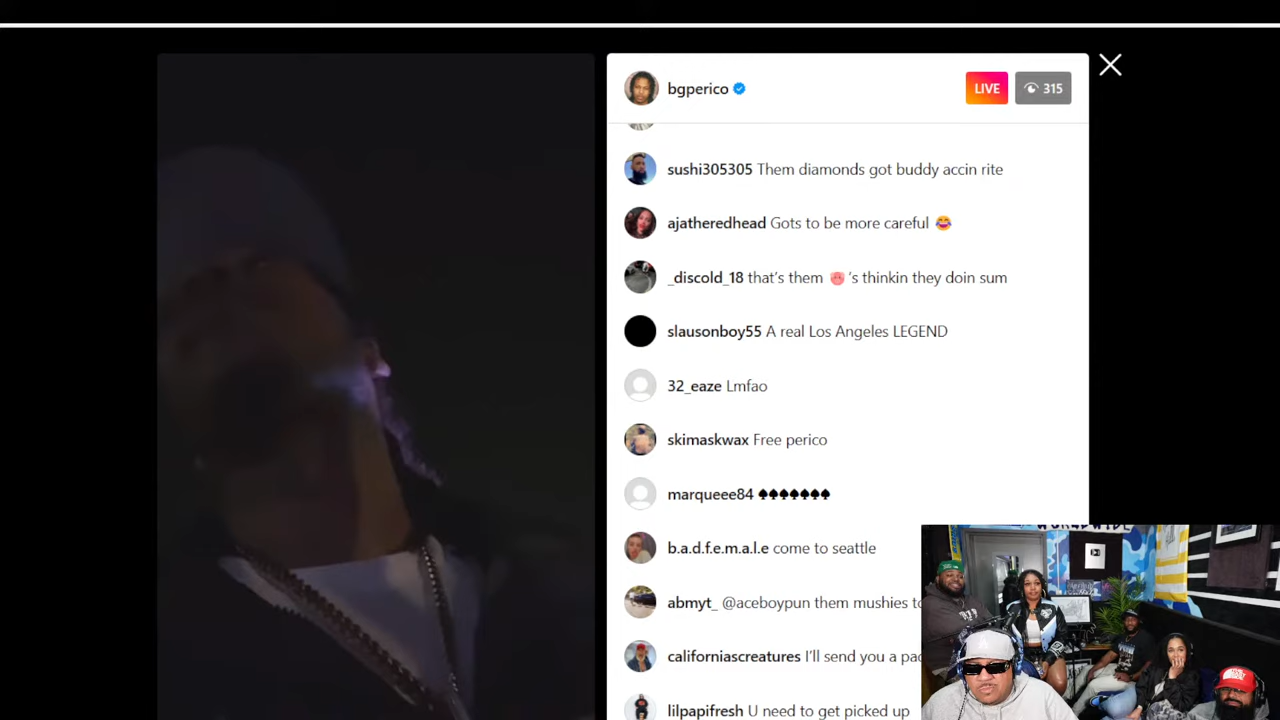 bgperico LIVE 315
sushi305305 Them diamonds got buddy accin rite
ajatheredhead Gots to be more careful 😂
_discold_18 that's them 's thinkin they doin sum
slausonboy55 A real Los Angeles LEGEND
32_eaze Lmfao
skimaskwax Free perico
marqueee84 ♠♠♠♠♠♠♠
b.a.d.f.e.m.a.l.e come to seattle
abmyt_ @aceboypun them mushies
californiascreatures I'll send you a
lilpapifresh U need to get picked up